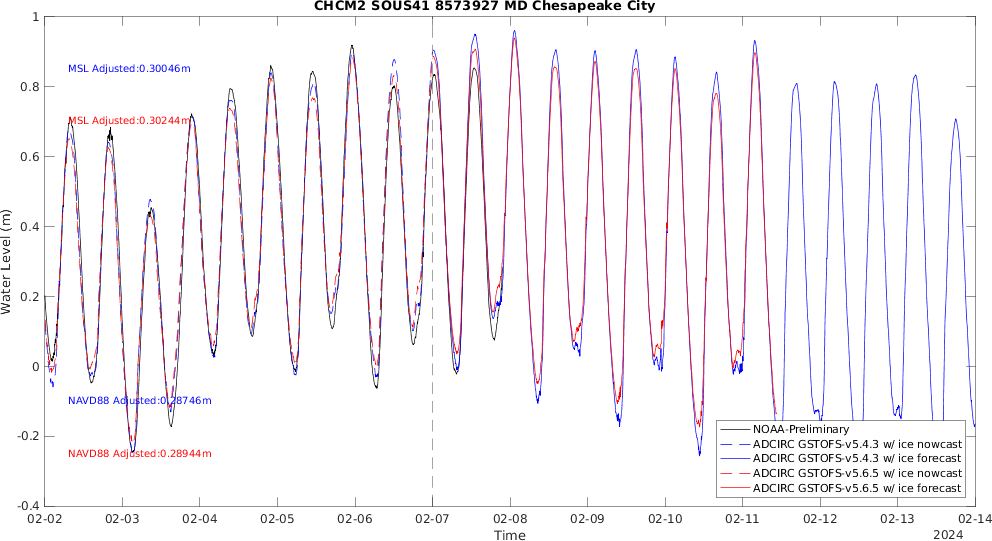 CHCM2 SOUS41 8573927 MD Chesapeake City
1
0.8
0.6
0.4
0.2
0
-0.2
-0.4
Water Level (m)
MSL Adjusted:0.30046m
MSL Adjusted:0.30244m
NAVD88 Adjusted:0.28746m
NAVD88 Adjusted:0.28944m
NOAA-Preliminary
ADCIRC GSTOFS-v5.4.3 w/ ice nowcast
ADCIRC GSTOFS-v5.4.3 w/ ice forecast
ADCIRC GSTOFS-v5.6.5 w/ ice nowcast
ADCIRC GSTOFS-v5.6.5 w/ ice forecast
02-02 02-03 02-04 02-05 02-06 02-07 02-08 02-09 02-10 02-11 02-12 02-13 02-14
Time
2024